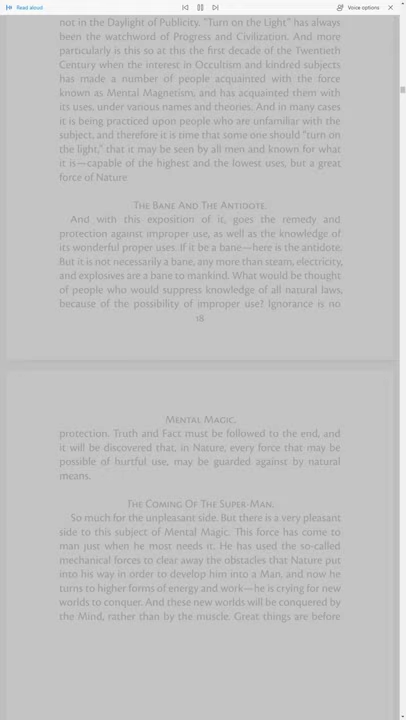 Read aloud
Voice options
not in the Daylight of Publicity. "Turn on the Light" has always
been the watchword of Progress and Civilization. And more
particularly is this so at this the first decade of the Twentieth
Century when the interest in Occultism and kindred subjects
has made a number of people acquainted with the force
known as Mental Magnetism, and has acquainted them with
its uses, under various names and theories. And in many cases
it is being practiced upon people who are unfamiliar with the
subject, and therefore it is time that some one should "turn on
the light," that it may be seen by all men and known for what
it is—capable of the highest and the lowest uses, but a great
force of Nature
The Bane And The Antidote.
And with this exposition of it, goes the remedy and
protection against improper use, as well as the knowledge of
its wonderful proper uses. If it be a bane—here is the antidote,
But it is not necessarily a bane, any more than steam, electricity,
and explosives are a bane to mankind. What would be thought
of people who would suppress knowledge of all natural laws,
because of the possibility of improper use? Ignorance is no
18
Mental Magic.
protection. Truth and Fact must be followed to the end, and
it will be discovered that, in Nature, every force that may be
possible of hurtful use, may be guarded against by natural
means.
The Coming Of The Super-Man.
So much for the unpleasant side. But there is a very pleasant
side to this subject of Mental Magic. This force has come to
man just when he most needs it. He has used the so-called
mechanical forces to clear away the obstacles that Nature put
into his way in order to develop him into a Man, and now he
turns to higher forms of energy and work—he is crying for new
worlds to conquer. And these new worlds will be conquered by
the Mind, rather than by the muscle. Great things are before